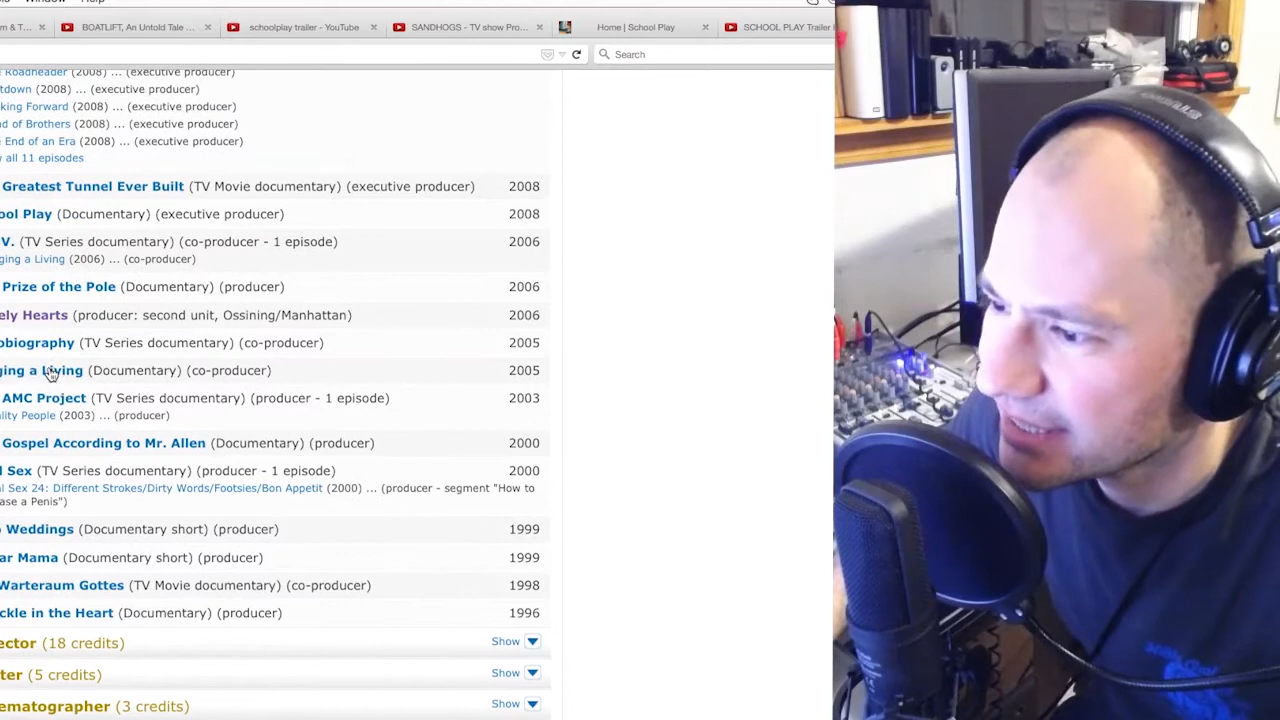 Window Help
m & T... × BOATLIFT, An Untold Tale ... × schoolplay trailer - YouTube × SANDHOGS - TV show Pro... × Home | School Play × SCHOOL PLAY Trailer
Search
Roadheader (2008) ... (executive producer)
tdown (2008) ... (executive producer)
king Forward (2008) ... (executive producer)
nd of Brothers (2008) ... (executive producer)
End of an Era (2008) ... (executive producer)
w all 11 episodes
Greatest Tunnel Ever Built (TV Movie documentary) (executive producer) 2008
ool Play (Documentary) (executive producer) 2008
.V. (TV Series documentary) (co-producer - 1 episode) 2006
ging a Living (2006) ... (co-producer)
Prize of the Pole (Documentary) (producer) 2006
ely Hearts (producer: second unit, Ossining/Manhattan) 2006
obiography (TV Series documentary) (co-producer) 2005
ging a Living (Documentary) (co-producer) 2005
AMC Project (TV Series documentary) (producer - 1 episode) 2003
lity People (2003) ... (producer)
Gospel According to Mr. Allen (Documentary) (producer) 2000
l Sex (TV Series documentary) (producer - 1 episode) 2000
al Sex 24: Different Strokes/Dirty Words/Footsies/Bon Appetit (2000) ... (producer - segment "How to
ase a Penis")
o Weddings (Documentary short) (producer) 1999
ar Mama (Documentary short) (producer) 1999
Warteraum Gottes (TV Movie documentary) (co-producer) 1998
ckle in the Heart (Documentary) (producer) 1996
ector (18 credits) Show
ter (5 credits) Show
ematographer (3 credits) Show